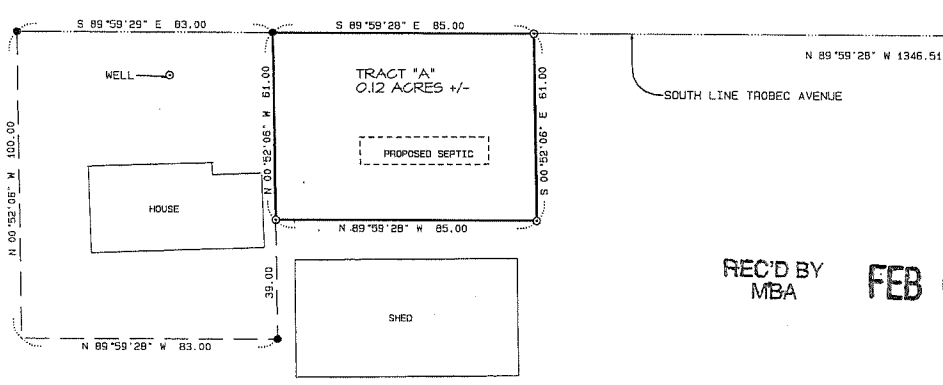 S 89°59'29" E 83.00
S 89°59'28" E 85.00
N 89°59'28" W 1346.51
WELL
TRACT "A"
0.12 ACRES +/-
SOUTH LINE TROBEC AVENUE
N 00°52'06" W 100.00
N 00°52'06" W 61.00
S 00°52'06" E 61.00
PROPOSED SEPTIC
HOUSE
N 89°59'28" W 85.00
39.00
REC'D BY
MBA
FEB
SHED
N 89°59'28" W 83.00